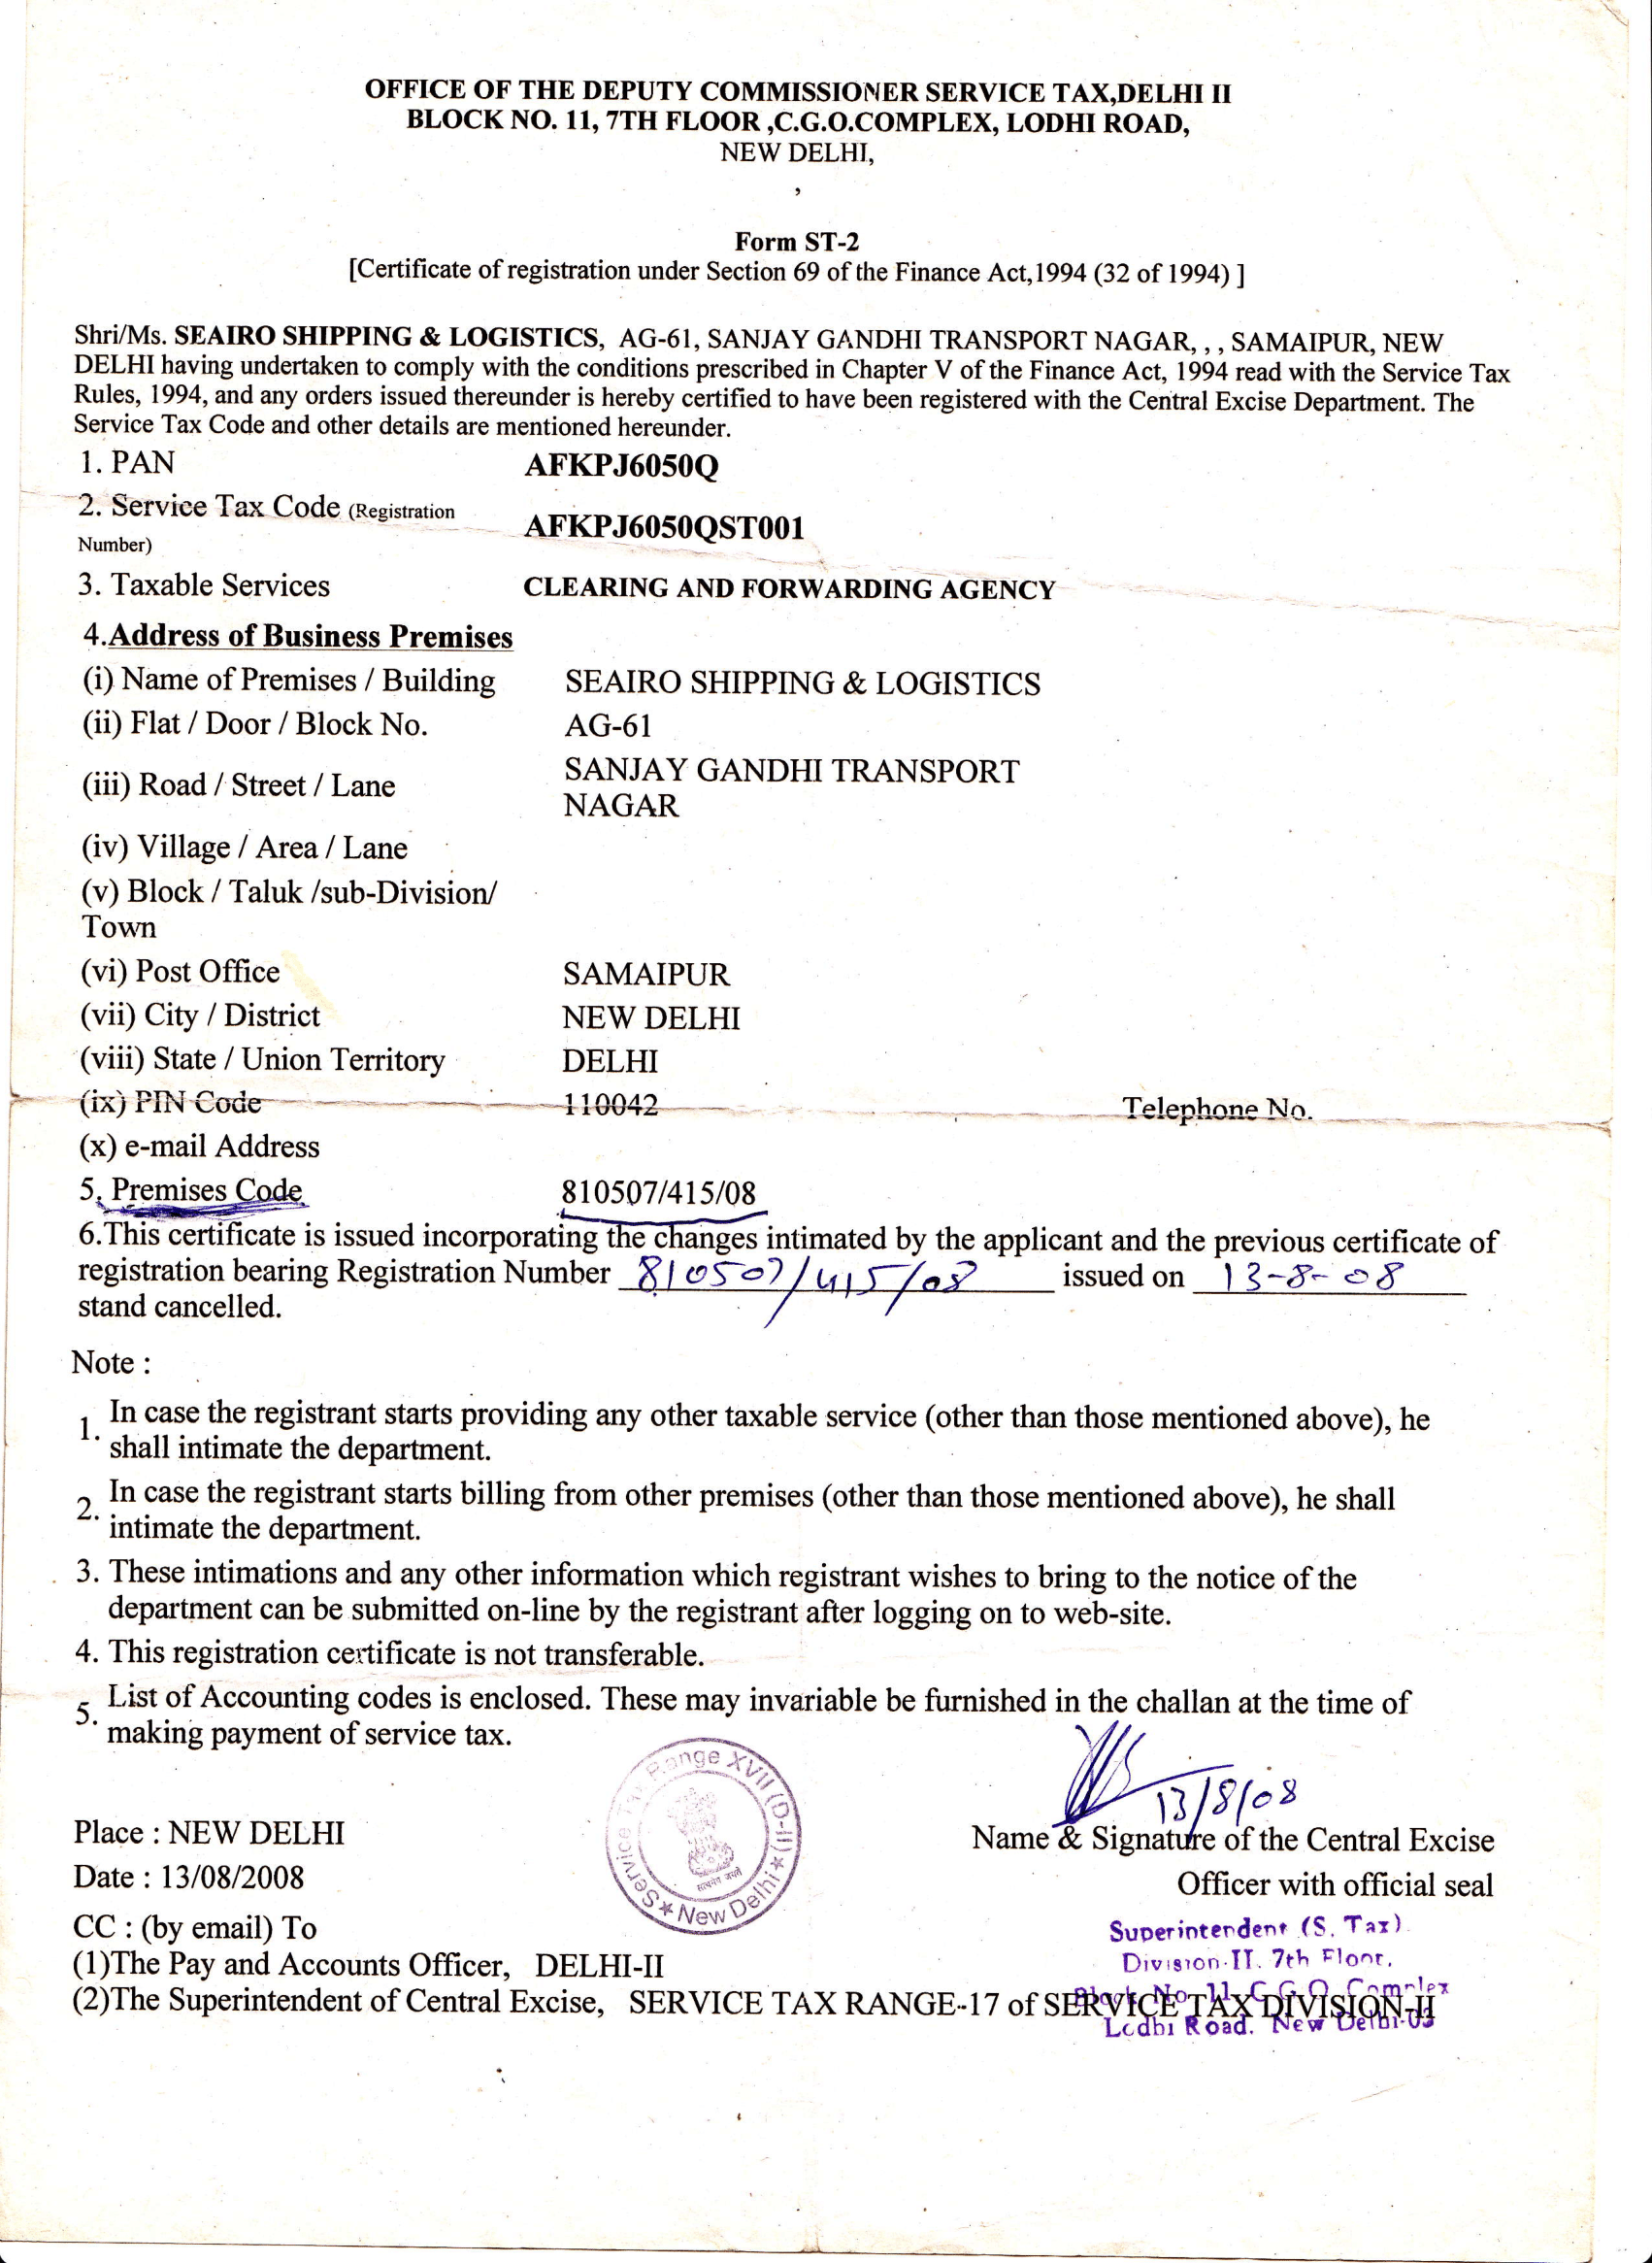 OFFICE OF THE DEPUTY COMMISSIONER SERVICE TAX,DELHI II
BLOCK NO. 11, 7TH FLOOR ,C.G.O.COMPLEX, LODHI ROAD,
NEW DELHI,
,
Form ST-2
[Certificate of registration under Section 69 of the Finance Act,1994 (32 of 1994) ]
Shri/Ms. SEAIRO SHIPPING & LOGISTICS, AG-61, SANJAY GANDHI TRANSPORT NAGAR, , , SAMAIPUR, NEW
DELHI having undertaken to comply with the conditions prescribed in Chapter V of the Finance Act, 1994 read with the Service Tax
Rules, 1994, and any orders issued thereunder is hereby certified to have been registered with the Central Excise Department. The
Service Tax Code and other details are mentioned hereunder.
1. PAN AFKPJ6050Q
2. Service Tax Code (Registration
Number) AFKPJ6050QST001
3. Taxable Services CLEARING AND FORWARDING AGENCY
4.Address of Business Premises
(i) Name of Premises / Building SEAIRO SHIPPING & LOGISTICS
(ii) Flat / Door / Block No. AG-61
(iii) Road / Street / Lane SANJAY GANDHI TRANSPORT
NAGAR
(iv) Village / Area / Lane
(v) Block / Taluk /sub-Division/
Town
(vi) Post Office SAMAIPUR
(vii) City / District NEW DELHI
(viii) State / Union Territory DELHI
(ix) PIN Code 110042 Telephone No.
(x) e-mail Address
5. Premises Code 810507/415/08
6.This certificate is issued incorporating the changes intimated by the applicant and the previous certificate of
registration bearing Registration Number 810507/415/08 issued on 13-8-08
stand cancelled.
Note :
1. In case the registrant starts providing any other taxable service (other than those mentioned above), he
shall intimate the department.
2. In case the registrant starts billing from other premises (other than those mentioned above), he shall
intimate the department.
3. These intimations and any other information which registrant wishes to bring to the notice of the
department can be submitted on-line by the registrant after logging on to web-site.
4. This registration certificate is not transferable.
5. List of Accounting codes is enclosed. These may invariable be furnished in the challan at the time of
making payment of service tax.
Service Tax Range XVII (D-II)
सत्यमेव जयते
New Delhi
13/8/08
Place : NEW DELHI
Name & Signature of the Central Excise
Date : 13/08/2008
Officer with official seal
CC : (by email) To
Superintendent (S. Tax)
Division-II. 7th Floor,
(1)The Pay and Accounts Officer, DELHI-II
Block No. 11 C.G.O. Complex
(2)The Superintendent of Central Excise, SERVICE TAX RANGE-17 of SERVICE TAX DIVISION-II
Lodhi Road. New Delhi-03